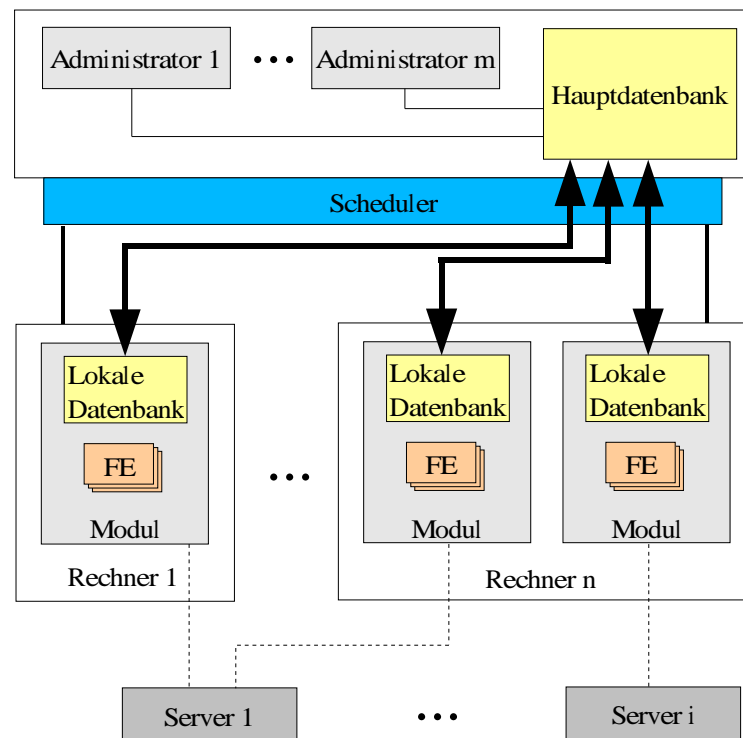 Administrator 1
•••
Administrator m
Hauptdatenbank
Scheduler
Lokale
Datenbank
FE
Modul
Rechner 1
•••
Lokale
Datenbank
FE
Modul
Lokale
Datenbank
FE
Modul
Rechner n
Server 1
•••
Server i